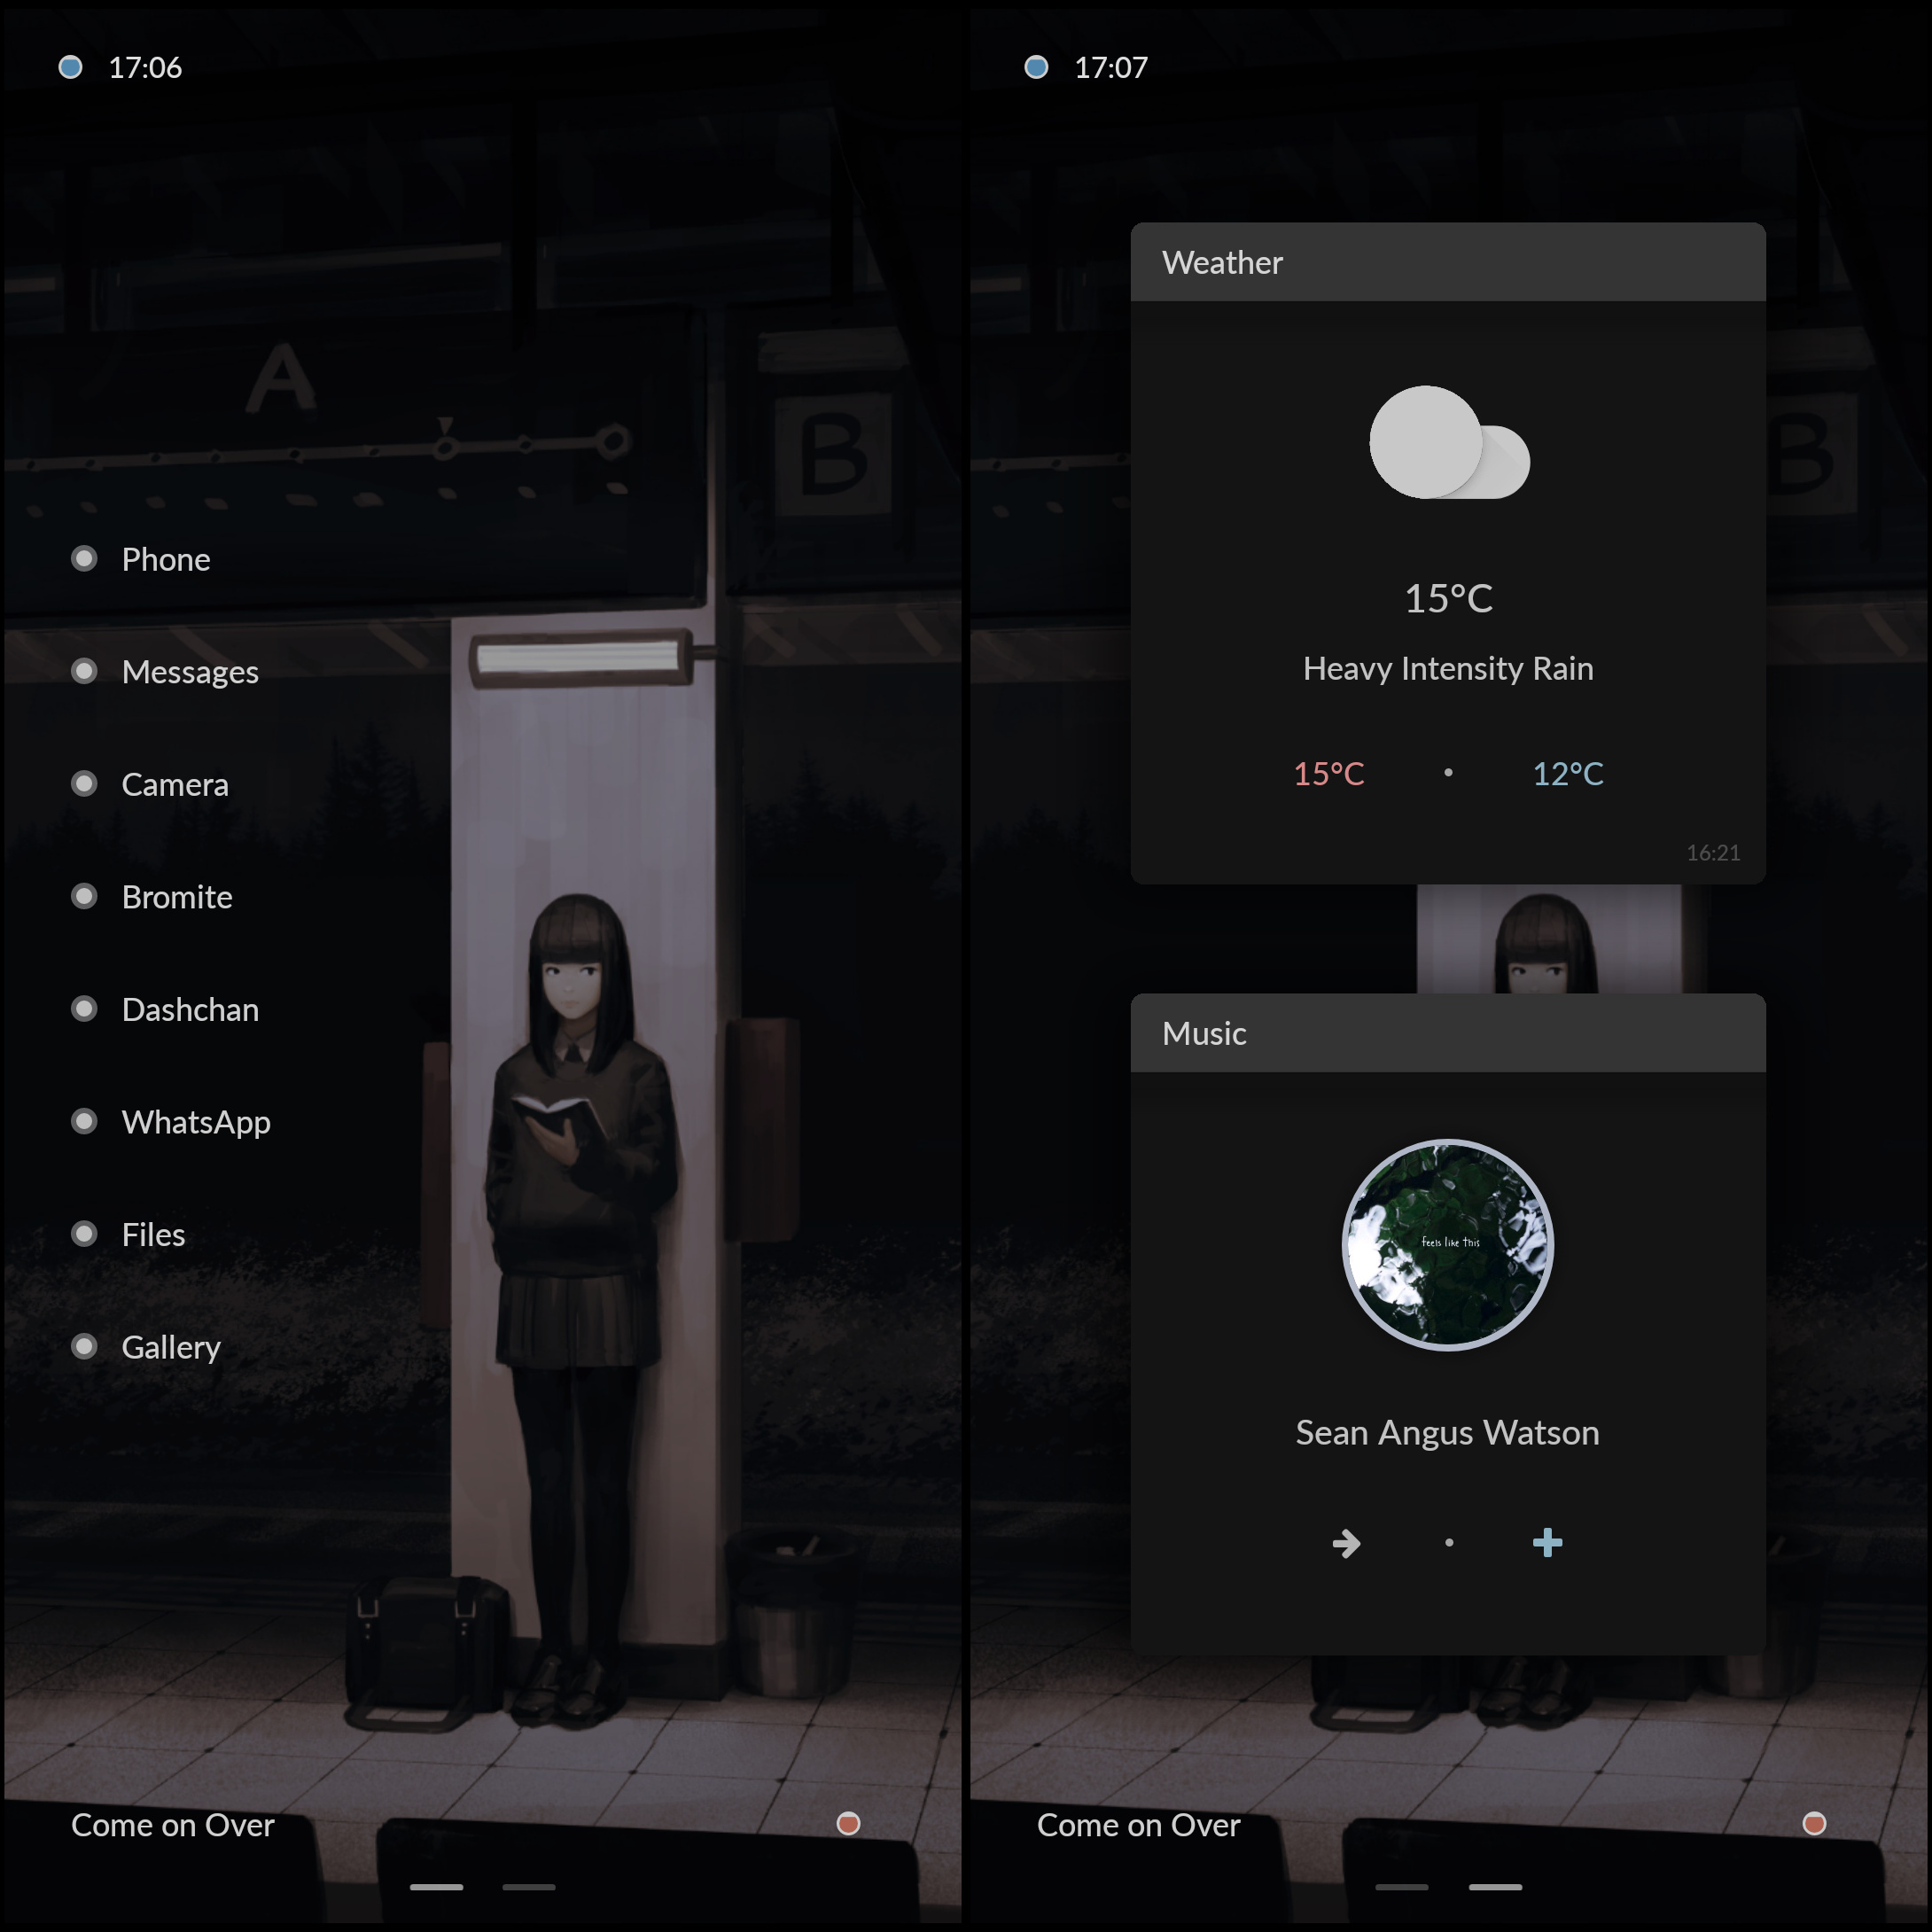 17:06
A
B
Phone
Messages
Camera
Bromite
Dashchan
WhatsApp
Files
Gallery
Come on Over
17:07
Weather
B
15°C
Heavy Intensity Rain
15°C • 12°C
16:21
Music
feels like this
Sean Angus Watson
Come on Over